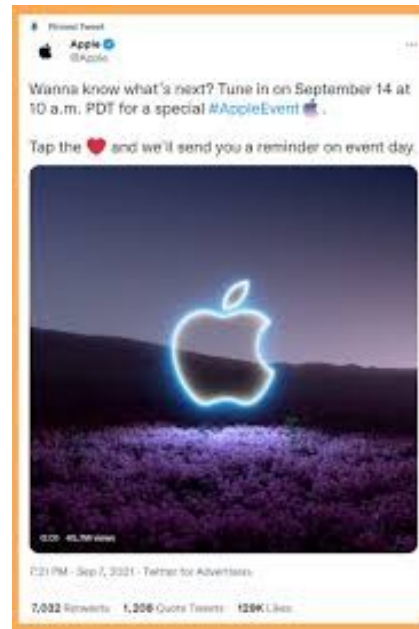 Pinned Tweet
Apple
@Apple
Wanna know what's next? Tune in on September 14 at
10 a.m. PDT for a special #AppleEvent
Tap the ❤️ and we'll send you a reminder on event day.
7:21 PM · Sep 7, 2021 · Twitter for Advertisers
7,032 Retweets 1,206 Quote Tweets 129K Likes